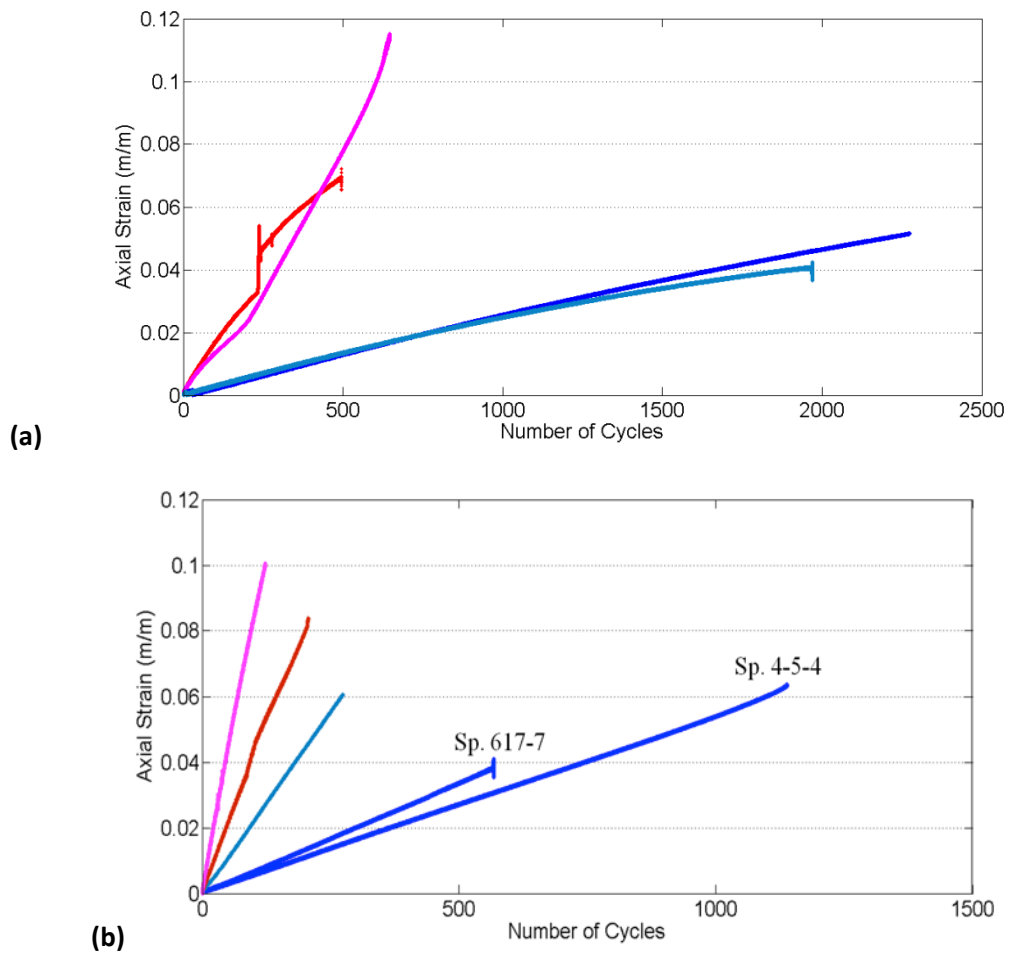 0.12
0.1
0.08
0.06
0.04
0.02
0
Axial Strain (m/m)
0 500 1000 1500 2000 2500
Number of Cycles
(a)
0.12
0.1
0.08
0.06
0.04
0.02
0
Axial Strain (m/m)
Sp. 4-5-4
Sp. 617-7
0 500 1000 1500
Number of Cycles
(b)